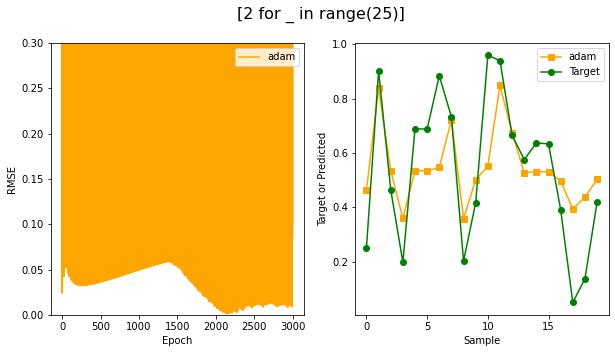 [2 for _ in range(25)]
0.30
0.25
0.20
0.15
0.10
0.05
0.00
RMSE
0 500 1000 1500 2000 2500 3000
Epoch
adam
1.0
0.8
0.6
0.4
0.2
Target or Predicted
0 5 10 15
Sample
adam
Target